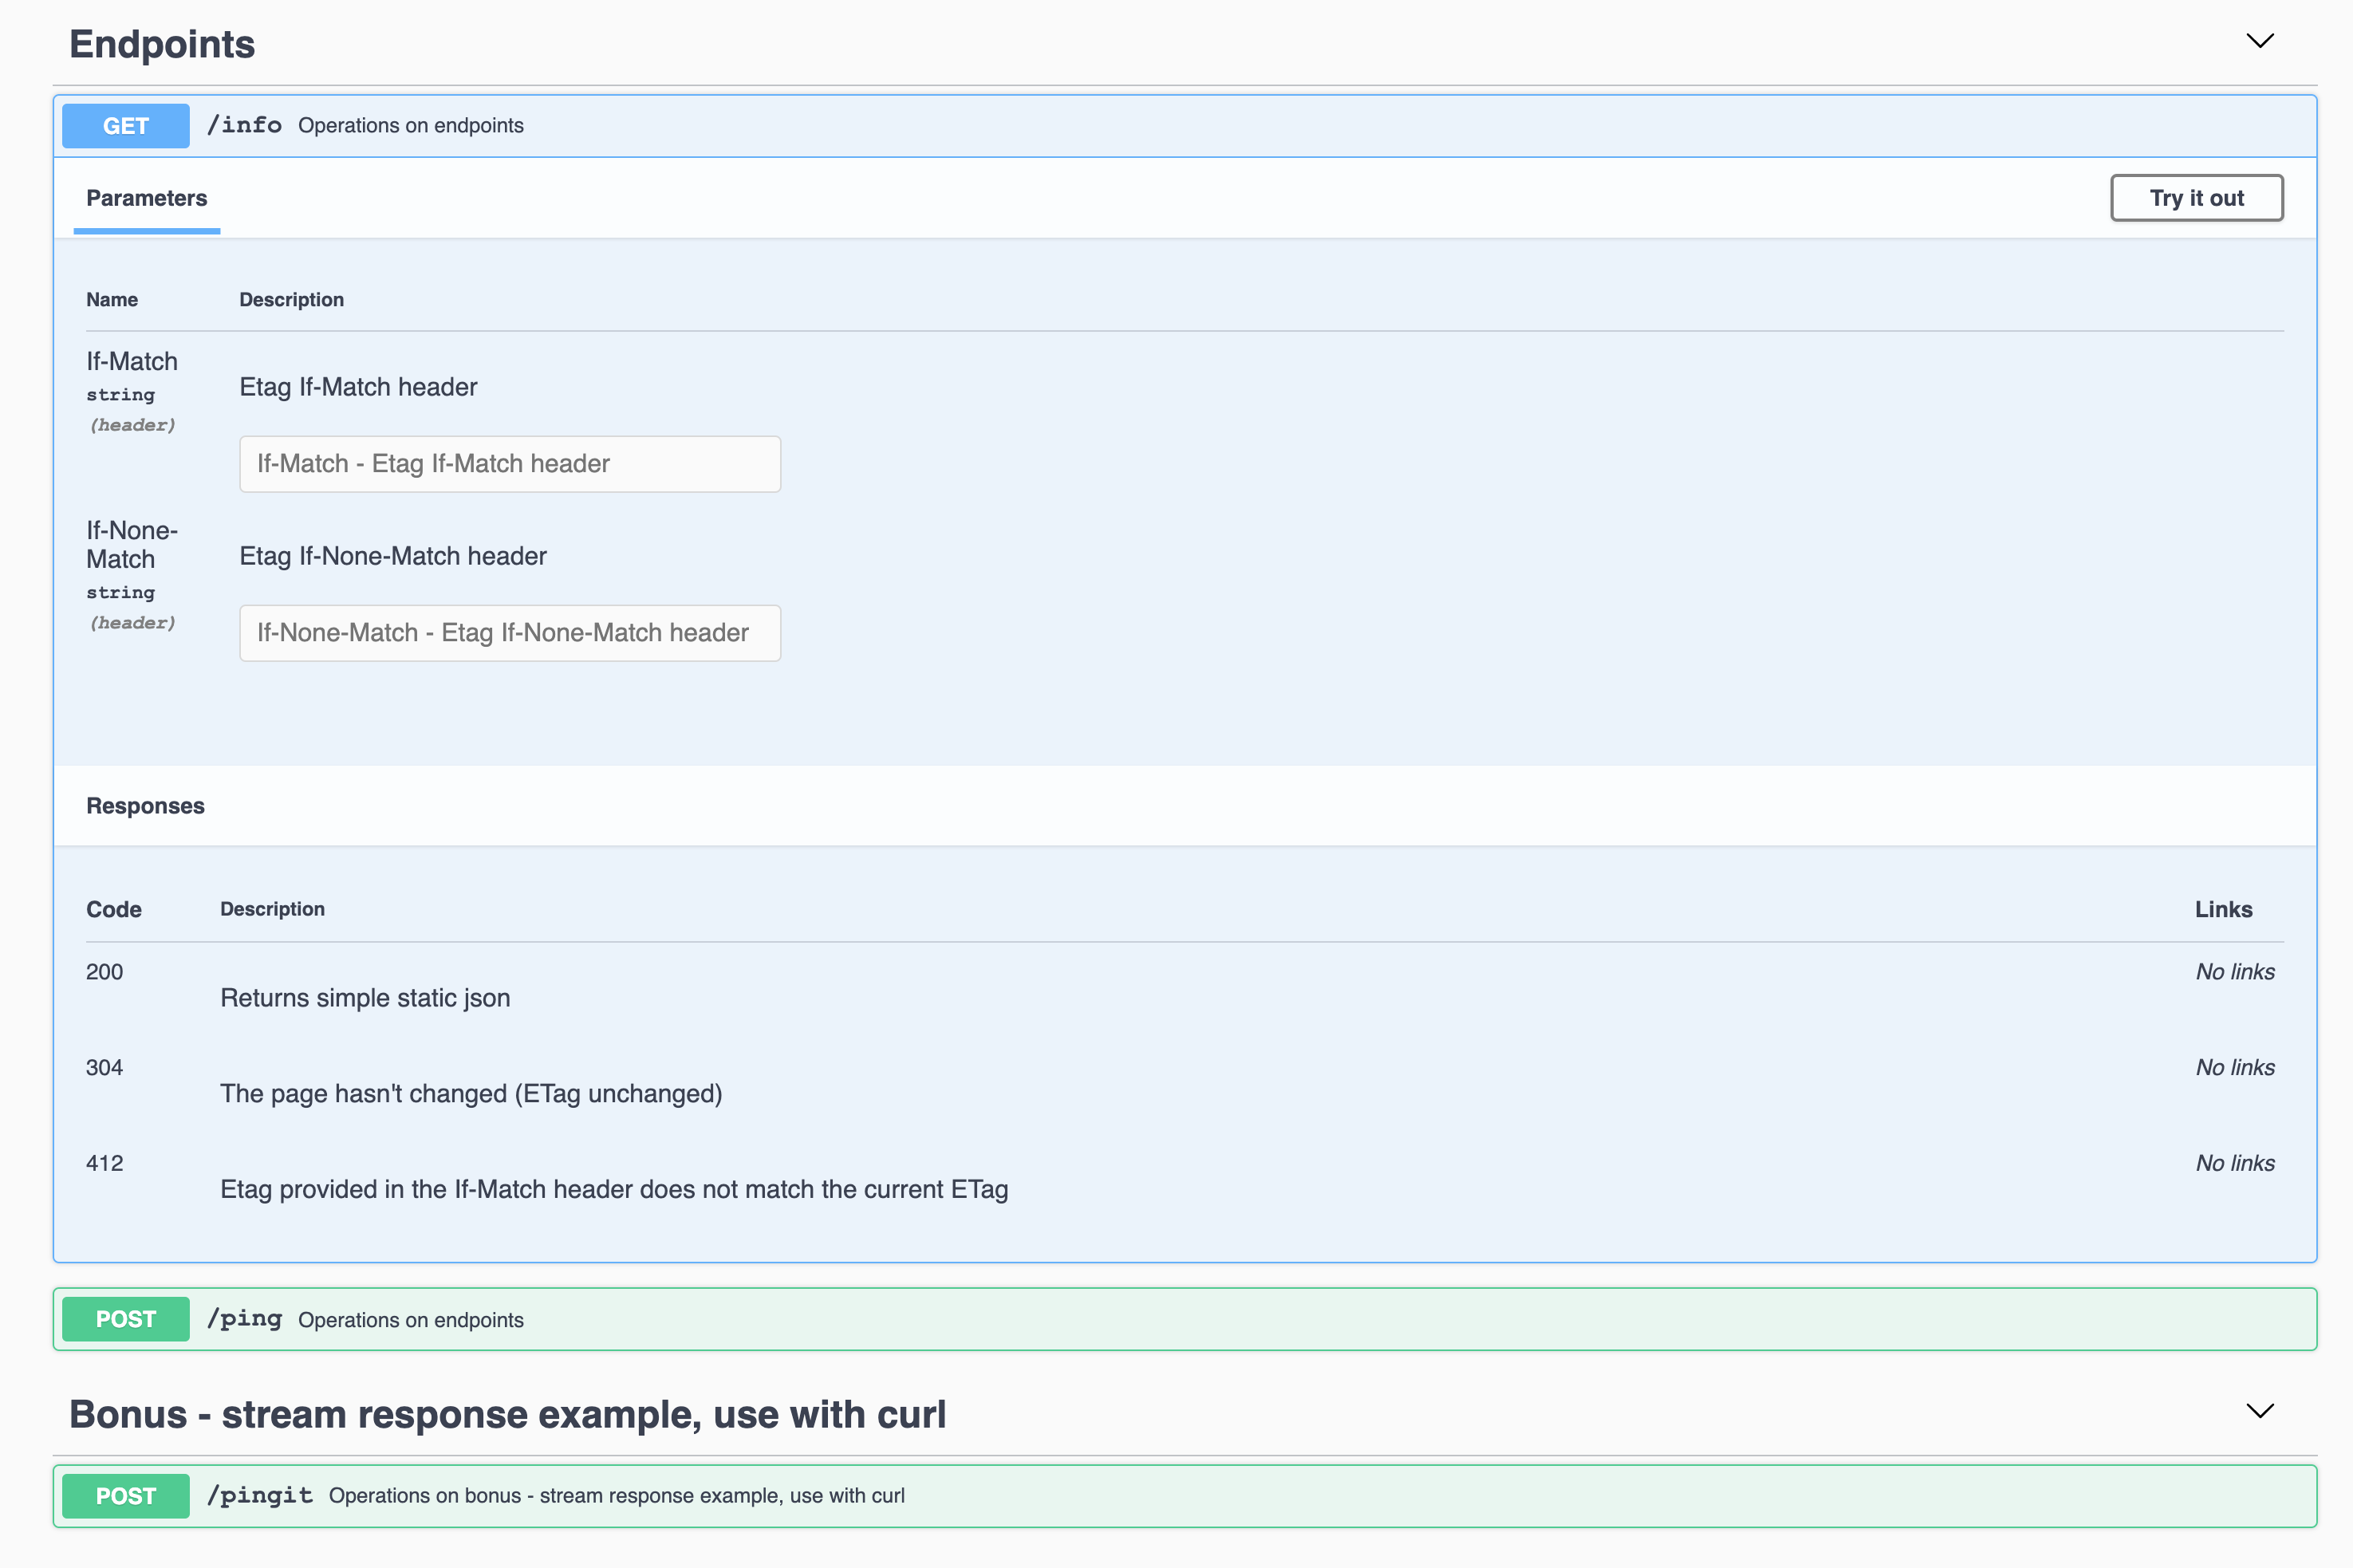 Endpoints
GET /info Operations on endpoints
Parameters
Try it out
Name Description
If-Match
string
(header)
Etag If-Match header
If-Match - Etag If-Match header
If-None-
Match
string
(header)
Etag If-None-Match header
If-None-Match - Etag If-None-Match header
Responses
Code Description Links
200
Returns simple static json
No links
304
The page hasn't changed (ETag unchanged)
No links
412
Etag provided in the If-Match header does not match the current ETag
No links
POST /ping Operations on endpoints
Bonus - stream response example, use with curl
POST /pingit Operations on bonus - stream response example, use with curl